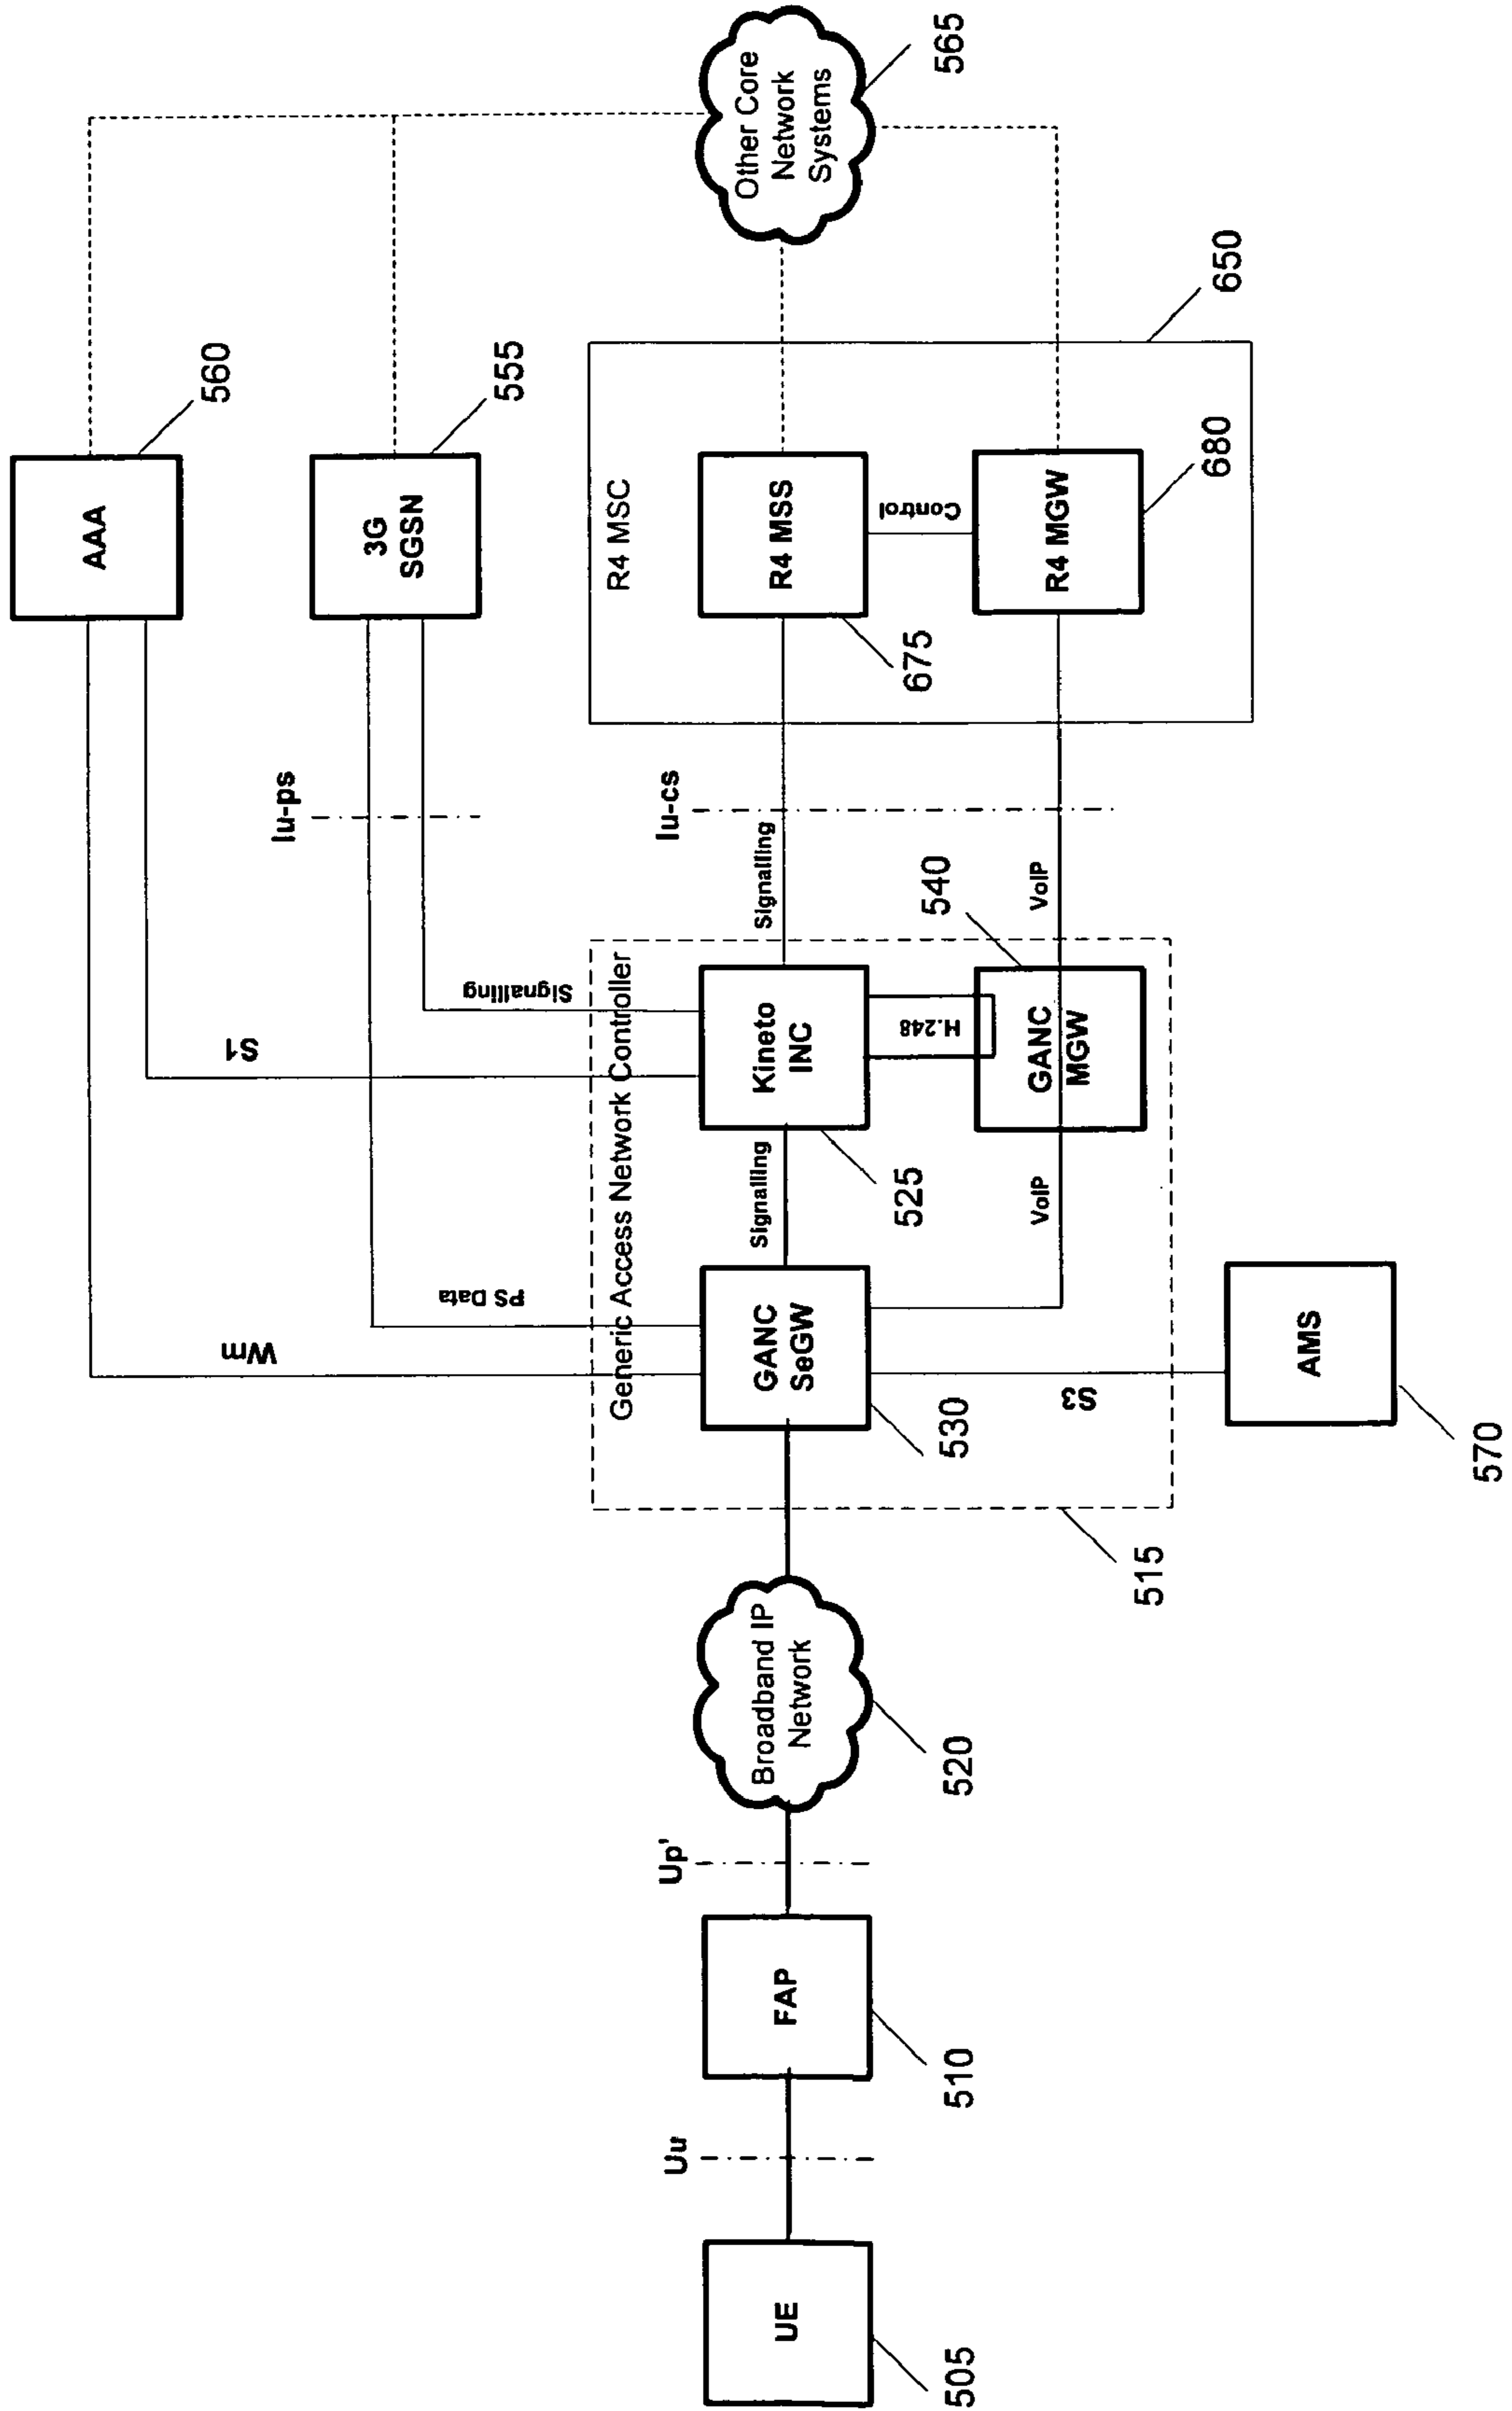 AAA
560
3G
SGSN
555
Other Core
Network
Systems
565
R4 MSC
650
R4 MSS
675
Control
R4 MGW
680
Wm
S1
Iu-ps
PS Data
Signalling
Iu-cs
Signalling
VoIP
Generic Access Network Controller
GANC
SeGW
530
Signalling
Kineto
INC
525
H.248
GANC
MGW
540
VoIP
S3
AMS
570
515
Broadband IP
Network
520
Up'
FAP
510
Uu
UE
505